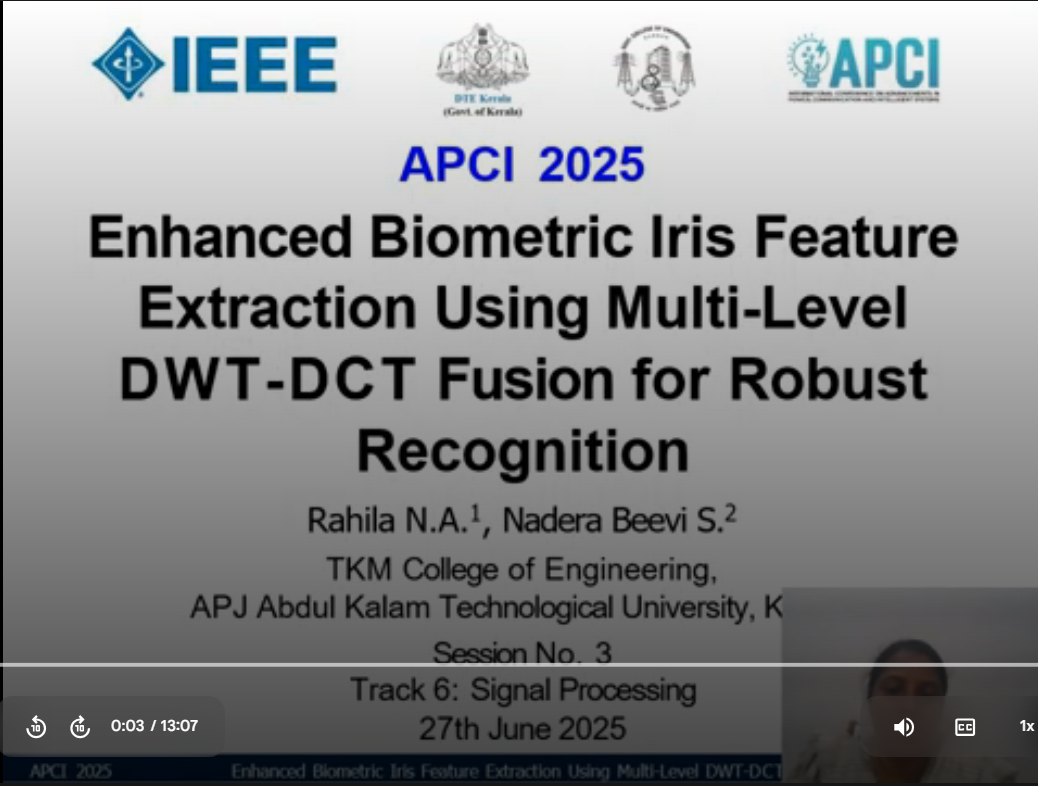 IEEE
DTE Kerala
(Govt. of Kerala)
APCI
APCI 2025
Enhanced Biometric Iris Feature
Extraction Using Multi-Level
DWT-DCT Fusion for Robust
Recognition
Rahila N.A.1, Nadera Beevi S.2
TKM College of Engineering,
APJ Abdul Kalam Technological University, K
Session No. 3
Track 6: Signal Processing
27th June 2025
10
10
0:03 / 13:07
CC
1x
APCI 2025
Enhanced Biometric Iris Feature Extraction Using Multi-Level DWT-DCT